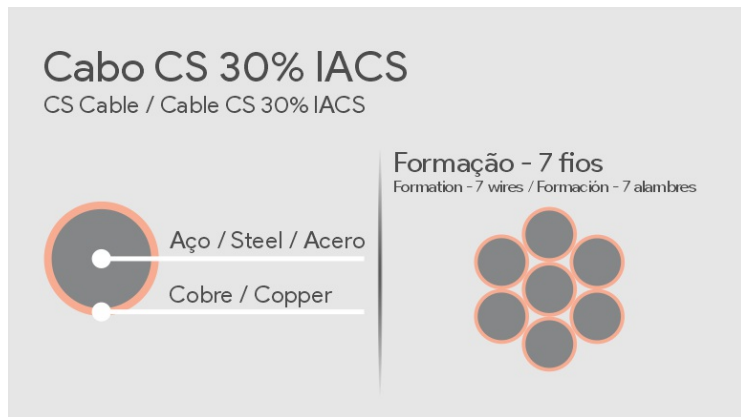 Cabo CS 30% IACS
CS Cable / Cable CS 30% IACS
Aço / Steel / Acero
Cobre / Copper
Formação - 7 fios
Formation - 7 wires / Formación - 7 alambres